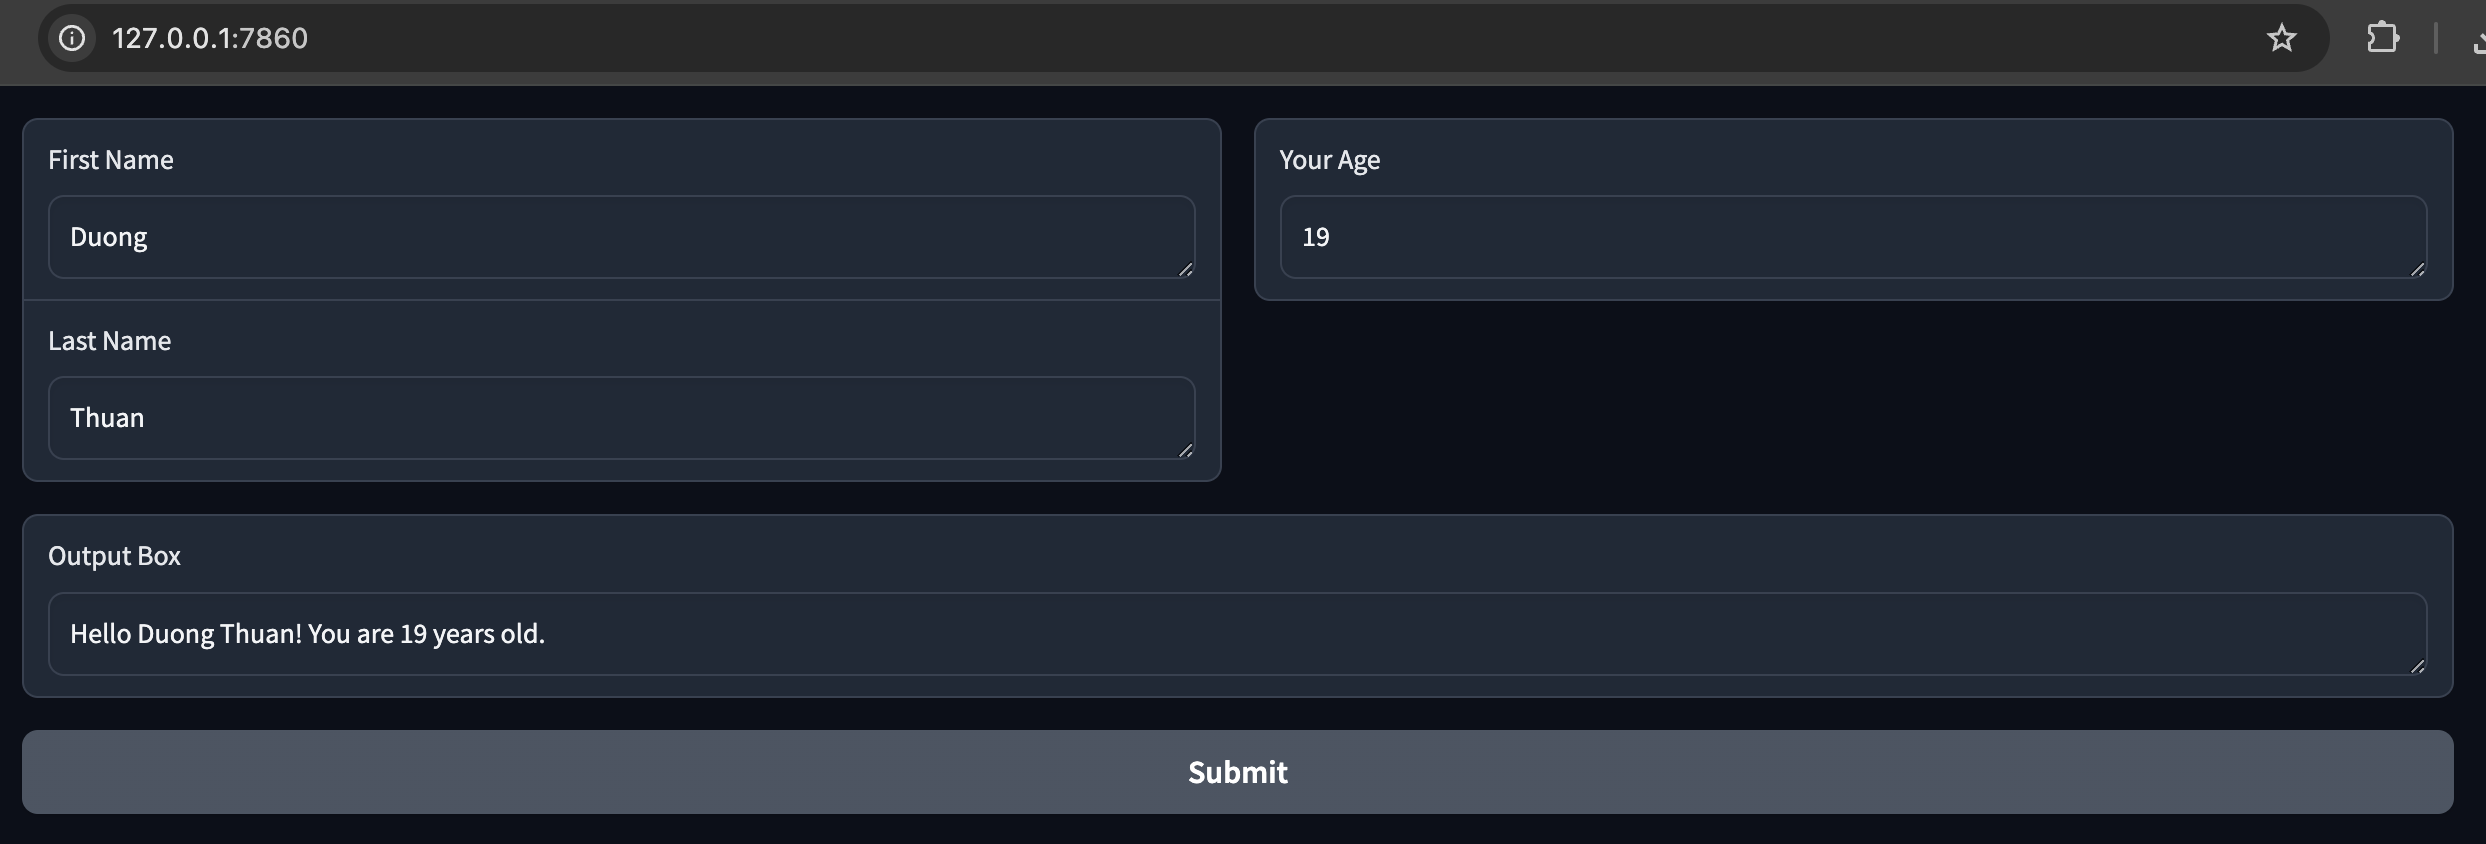 127.0.0.1:7860
First Name
Duong
Last Name
Thuan
Your Age
19
Output Box
Hello Duong Thuan! You are 19 years old.
Submit